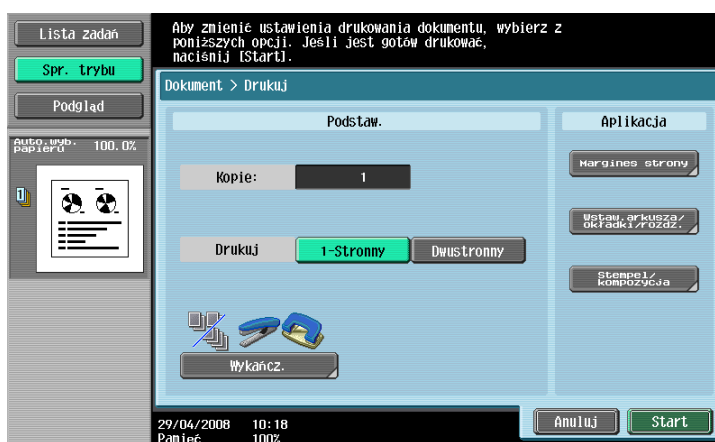 Lista zadań
Spr. trybu
Podgląd
Auto.wyb.
papieru 100.0%
1
Aby zmienić ustawienia drukowania dokumentu, wybierz z
poniższych opcji. Jeśli jest gotów drukować,
naciśnij [Start].
Dokument > Drukuj
Podstaw.
Kopie: 1
Drukuj 1-Stronny Dwustronny
Wykańcz.
Aplikacja
Margines strony
Wstaw.arkusza/
okładki/rozdz.
Stempel/
kompozycja
29/04/2008 10:18
Pamięć 100%
Anuluj Start